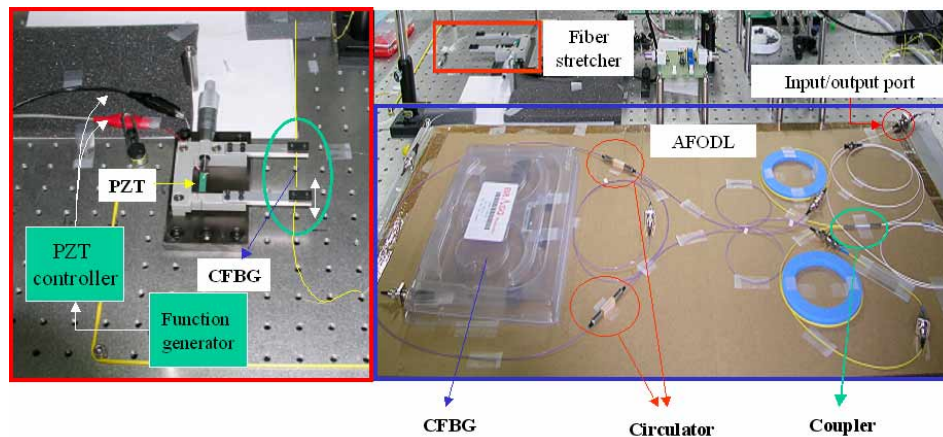 PZT
PZT
controller
CFBG
Function
generator
Fiber
stretcher
Input/output port
AFODL
CFBG
Circulator
Coupler